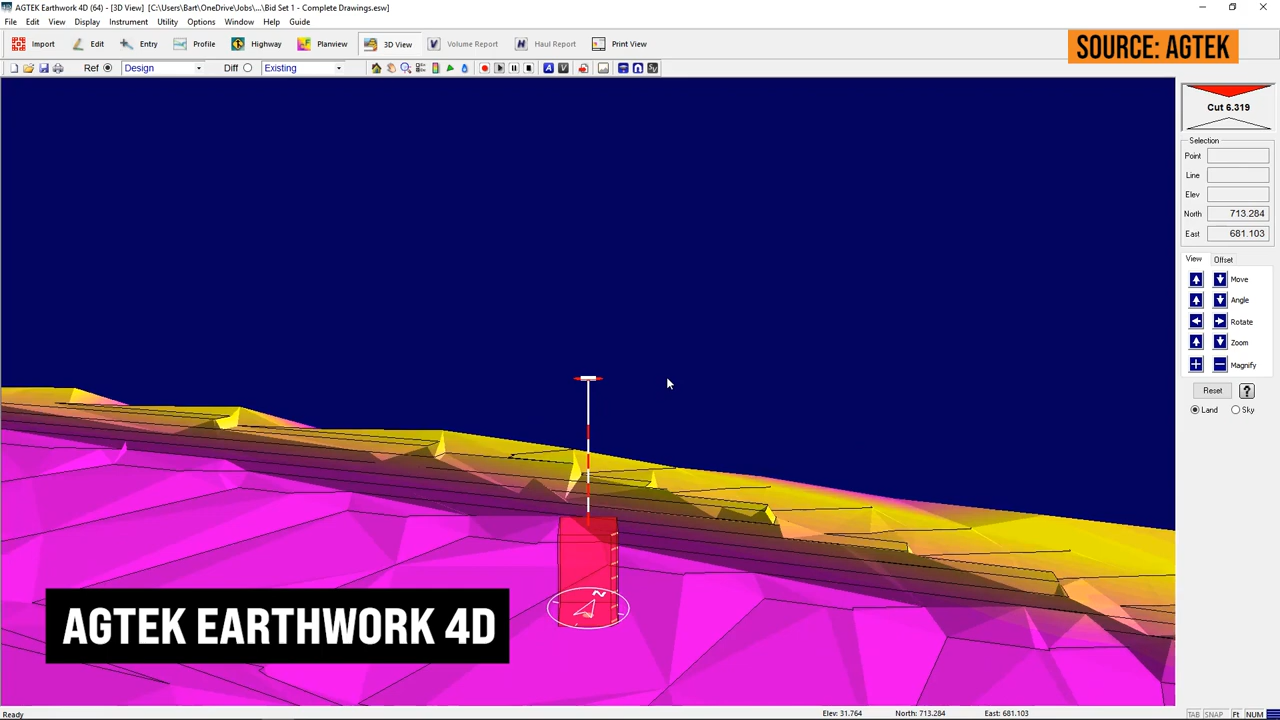 AGTEK Earthwork 4D (64) - [3D View] [C:\Users\Bart\OneDrive\Jobs\...\Bid Set 1 - Complete Drawings.esw]
File Edit View Display Instrument Utility Options Window Help Guide
Import Edit Entry Profile Highway Planview 3D View Volume Report Haul Report Print View
SOURCE: AGTEK
Ref Design Diff Existing
Cut 6.319
Selection
Point
Line
Elev
North 713.284
East 681.103
View Offset
Move
Angle
Rotate
Zoom
Magnify
Reset ?
Land Sky
N
AGTEK EARTHWORK 4D
Ready Elev: 31.764 North: 713.284 East: 681.103 TAB SNAP Ft NUM